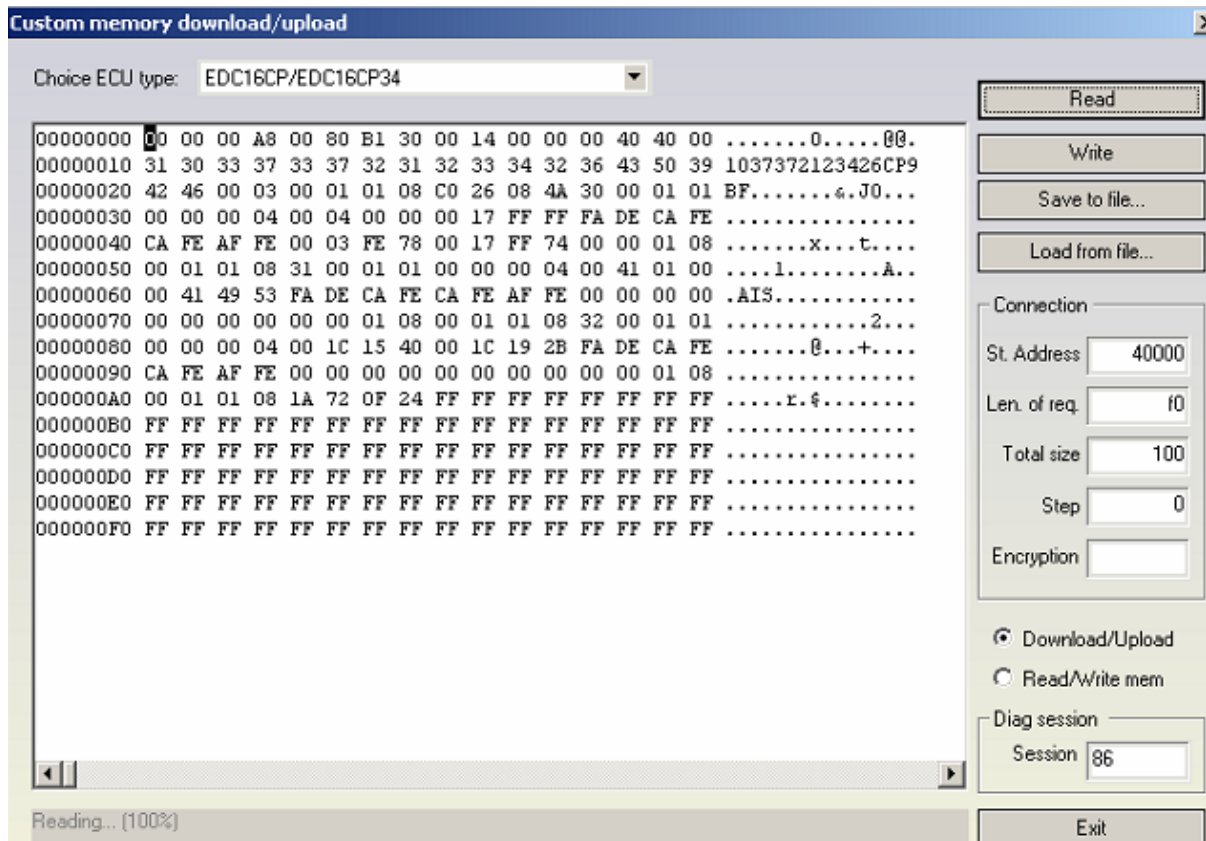 Custom memory download/upload
Choice ECU type: EDC16CP/EDC16CP34
00000000 00 00 00 A8 00 80 B1 30 00 14 00 00 00 40 40 00 .......0.....@@.
00000010 31 30 33 37 33 37 32 31 32 33 34 32 36 43 50 39 1037372123426CP9
00000020 42 46 00 03 00 01 01 08 C0 26 08 4A 30 00 01 01 BF.......&.J0...
00000030 00 00 00 04 00 04 00 00 00 17 FF FF FA DE CA FE ................
00000040 CA FE AF FE 00 03 FE 78 00 17 FF 74 00 00 01 08 .......x...t....
00000050 00 01 01 08 31 00 01 01 00 00 00 04 00 41 01 00 ....1........A..
00000060 00 41 49 53 FA DE CA FE CA FE AF FE 00 00 00 00 .AIS............
00000070 00 00 00 00 00 00 01 08 00 01 01 08 32 00 01 01 ............2...
00000080 00 00 00 04 00 1C 15 40 00 1C 19 2B FA DE CA FE .......@...+....
00000090 CA FE AF FE 00 00 00 00 00 00 00 00 00 00 01 08 ................
000000A0 00 01 01 08 1A 72 0F 24 FF FF FF FF FF FF FF FF .....r.$........
000000B0 FF FF FF FF FF FF FF FF FF FF FF FF FF FF FF FF ................
000000C0 FF FF FF FF FF FF FF FF FF FF FF FF FF FF FF FF ................
000000D0 FF FF FF FF FF FF FF FF FF FF FF FF FF FF FF FF ................
000000E0 FF FF FF FF FF FF FF FF FF FF FF FF FF FF FF FF ................
000000F0 FF FF FF FF FF FF FF FF FF FF FF FF FF FF FF FF ................
Reading... (100%)
Read
Write
Save to file...
Load from file...
Connection
St. Address 40000
Len. of req. f0
Total size 100
Step 0
Encryption
Download/Upload
Read/Write mem
Diag session
Session 86
Exit